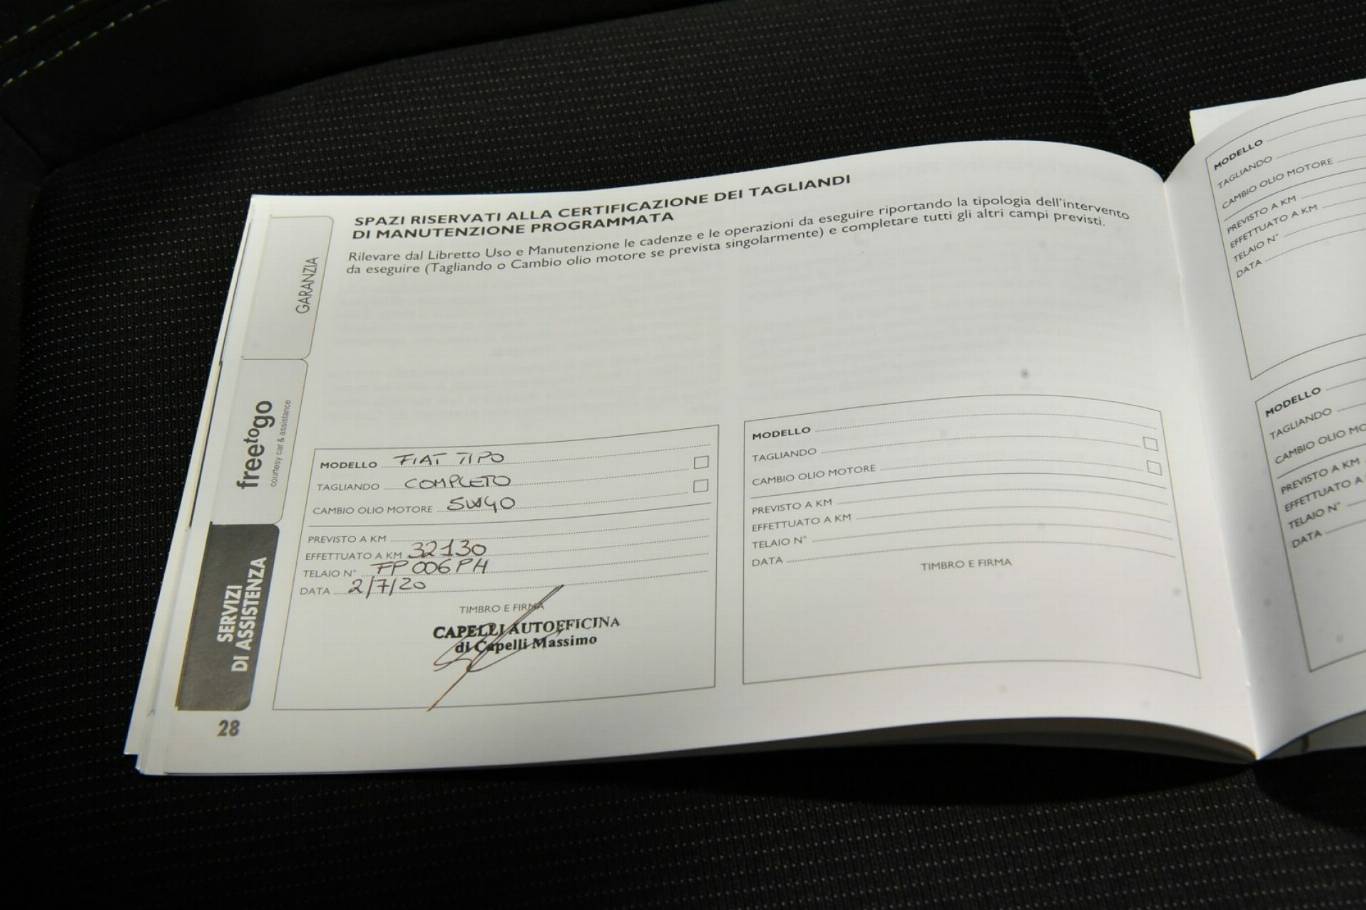 SPAZI RISERVATI ALLA CERTIFICAZIONE DEI TAGLIANDI
DI MANUTENZIONE PROGRAMMATA
Rilevare dal Libretto Uso e Manutenzione le cadenze e le operazioni da eseguire riportando la tipologia dell'intervento
da eseguire (Tagliando o Cambio olio motore se prevista singolarmente) e completare tutti gli altri campi previsti.
GARANZIA
freetogo
courtesy car & assistance
SERVIZI
DI ASSISTENZA
28
MODELLO FIAT TIPO
TAGLIANDO COMPLETO
CAMBIO OLIO MOTORE 5W40
PREVISTO A KM
EFFETTUATO A KM 32130
TELAIO N° FP006PH
DATA 2/7/20
TIMBRO E FIRMA
CAPELLI AUTOFFICINA
di Capelli Massimo
MODELLO
TAGLIANDO
CAMBIO OLIO MOTORE
PREVISTO A KM
EFFETTUATO A KM
TELAIO N°
DATA
TIMBRO E FIRMA
MODELLO
TAGLIANDO
CAMBIO OLIO MOTORE
PREVISTO A KM
EFFETTUATO A KM
TELAIO N°
DATA
MODELLO
TAGLIANDO
CAMBIO OLIO MO
PREVISTO A KM
EFFETTUATO A
TELAIO N°
DATA